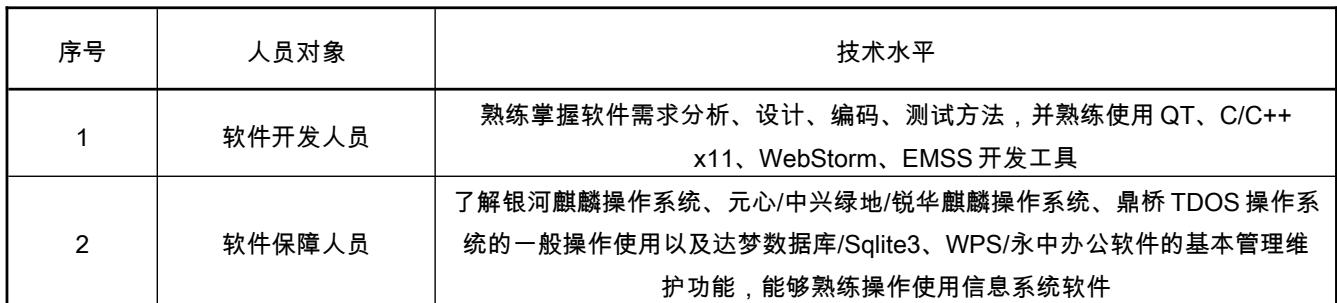 序号 人员对象 技术水平
1 软件开发人员 熟练掌握软件需求分析、设计、编码、测试方法，并熟练使用 QT、C/C++
x11、WebStorm、EMSS 开发工具
2 软件保障人员 了解银河麒麟操作系统、元心/中兴绿地/锐华麒麟操作系统、鼎桥 TDOS 操作系
统的一般操作使用以及达梦数据库/Sqlite3、WPS/永中办公软件的基本管理维
护功能，能够熟练操作使用信息系统软件